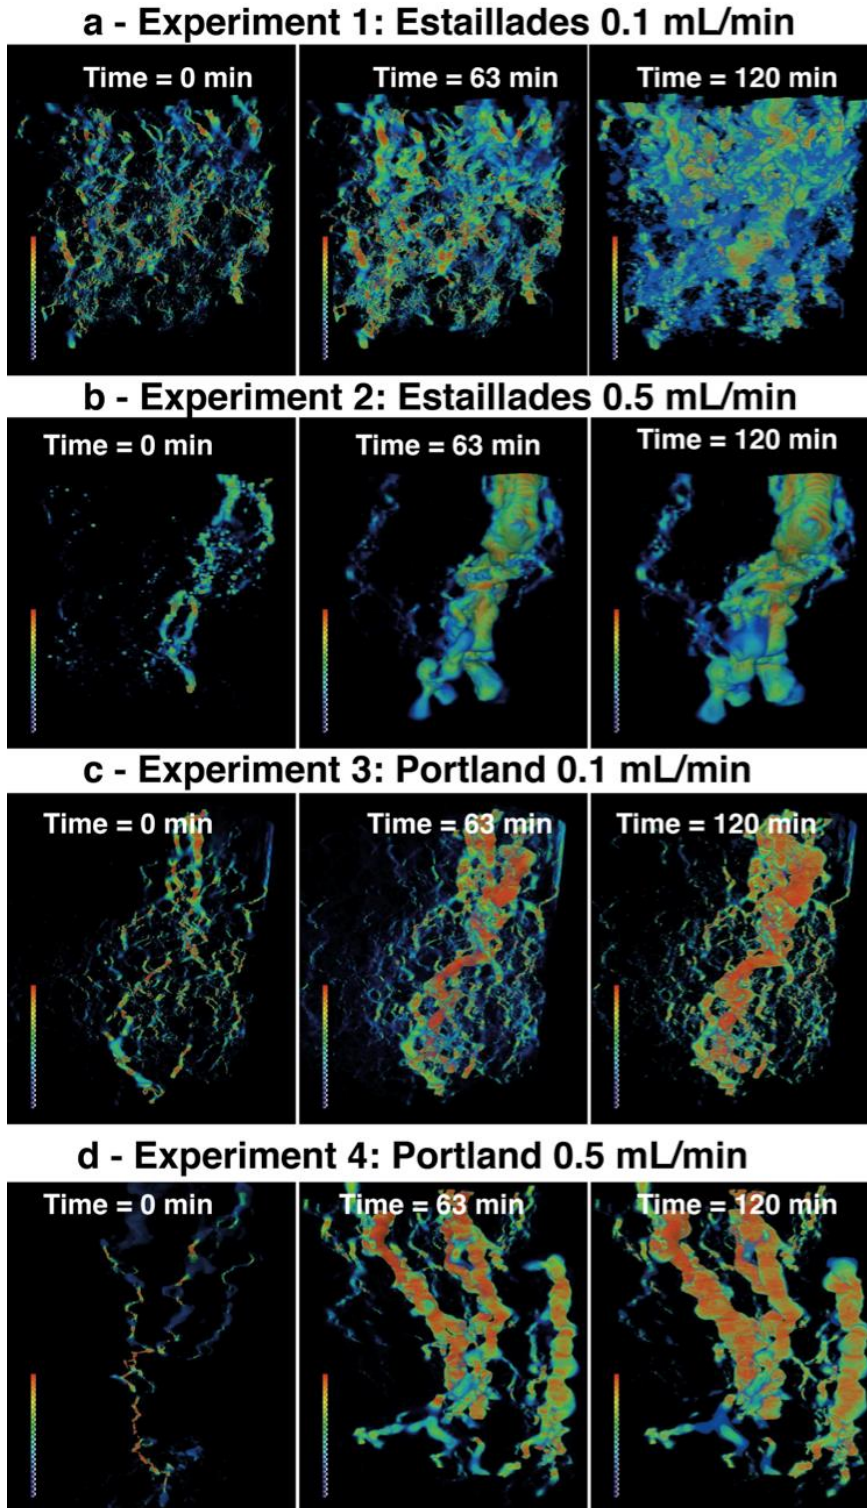 a - Experiment 1: Estaillades 0.1 mL/min
Time = 0 min
Time = 63 min
Time = 120 min
b - Experiment 2: Estaillades 0.5 mL/min
Time = 0 min
Time = 63 min
Time = 120 min
c - Experiment 3: Portland 0.1 mL/min
Time = 0 min
Time = 63 min
Time = 120 min
d - Experiment 4: Portland 0.5 mL/min
Time = 0 min
Time = 63 min
Time = 120 min